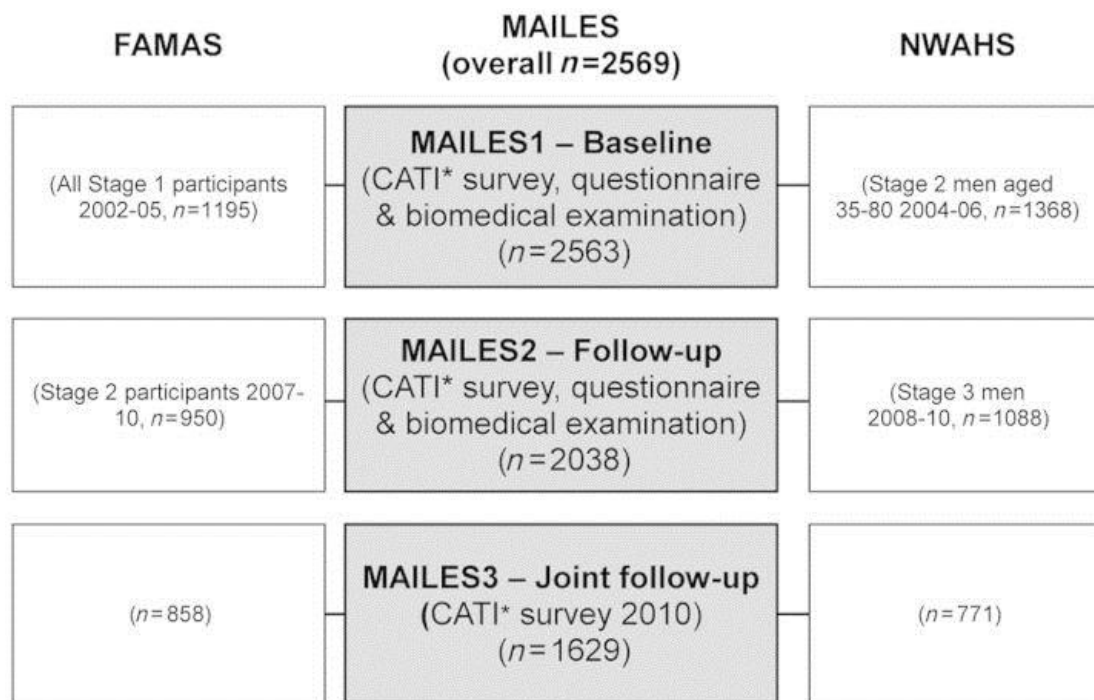 FAMAS
MAILES
(overall n=2569)
NWAHS
(All Stage 1 participants
2002-05, n=1195)
MAILES1 – Baseline
(CATI* survey, questionnaire
& biomedical examination)
(n=2563)
(Stage 2 men aged
35-80 2004-06, n=1368)
(Stage 2 participants 2007-
10, n=950)
MAILES2 – Follow-up
(CATI* survey, questionnaire
& biomedical examination)
(n=2038)
(Stage 3 men
2008-10, n=1088)
(n=858)
MAILES3 – Joint follow-up
(CATI* survey 2010)
(n=1629)
(n=771)